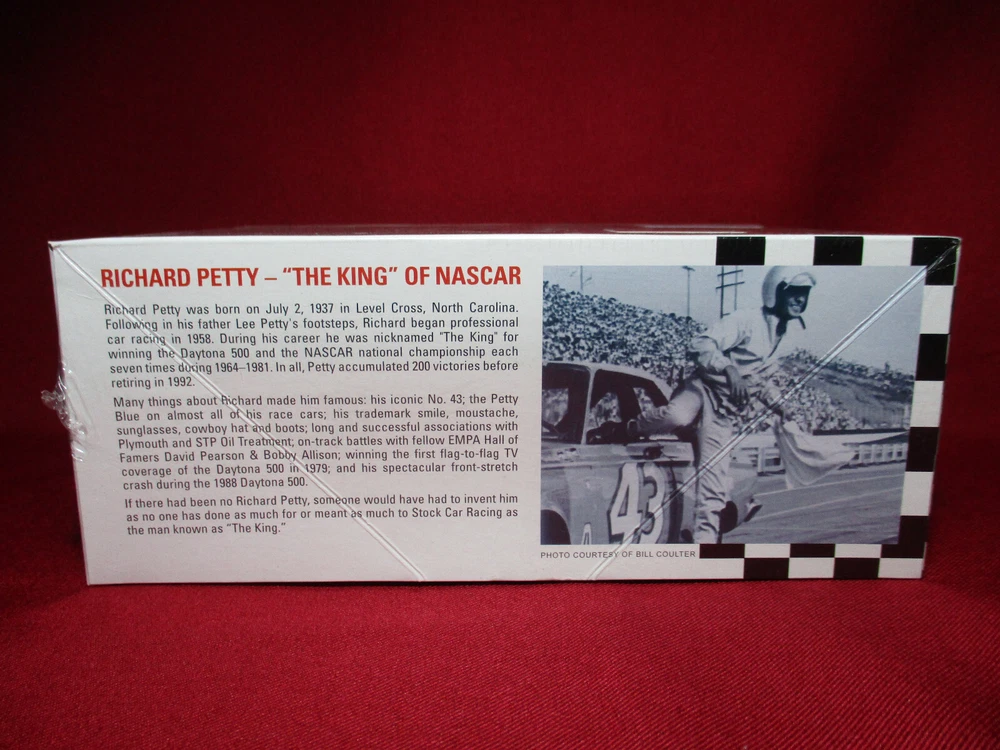 RICHARD PETTY – “THE KING” OF NASCAR
Richard Petty was born on July 2, 1937 in Level Cross, North Carolina.
Following in his father Lee Petty's footsteps, Richard began professional
car racing in 1958. During his career he was nicknamed "The King" for
winning the Daytona 500 and the NASCAR national championship each
seven times during 1964–1981. In all, Petty accumulated 200 victories before
retiring in 1992.
Many things about Richard made him famous: his iconic No. 43; the Petty
Blue on almost all of his race cars; his trademark smile, moustache,
sunglasses, cowboy hat and boots; long and successful associations with
Plymouth and STP Oil Treatment; on-track battles with fellow EMPA Hall of
Famers David Pearson & Bobby Allison; winning the first flag-to-flag TV
coverage of the Daytona 500 in 1979; and his spectacular front-stretch
crash during the 1988 Daytona 500.
If there had been no Richard Petty, someone would have had to invent him
as no one has done as much for or meant as much to Stock Car Racing as
the man known as “The King.”
43
PHOTO COURTESY OF BILL COULTER